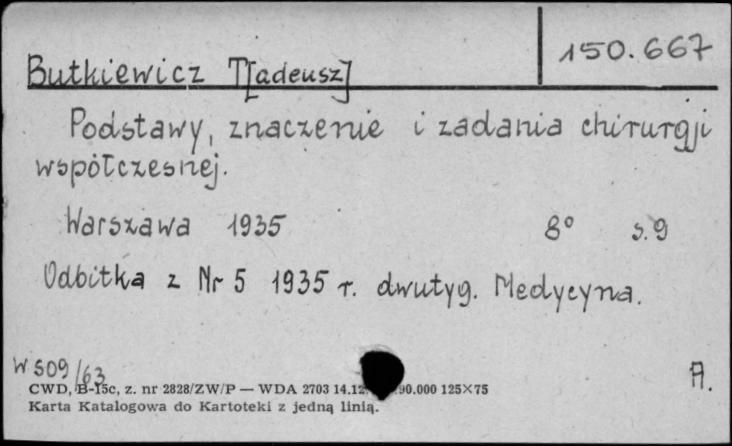 150.667
Butkiewicz T[adeusz]
Podstawy, znaczenie i zadania chirurgji
współczesnej.
Warszawa 1935 8° s.9
Odbitka z Nr 5 1935 r. dwutyg. Medycyna.
W 509/63
A.
CWD, B-15c, z. nr 2828/ZW/P — WDA 2703 14.12. 90.000 125×75
Karta Katalogowa do Kartoteki z jedną linią.